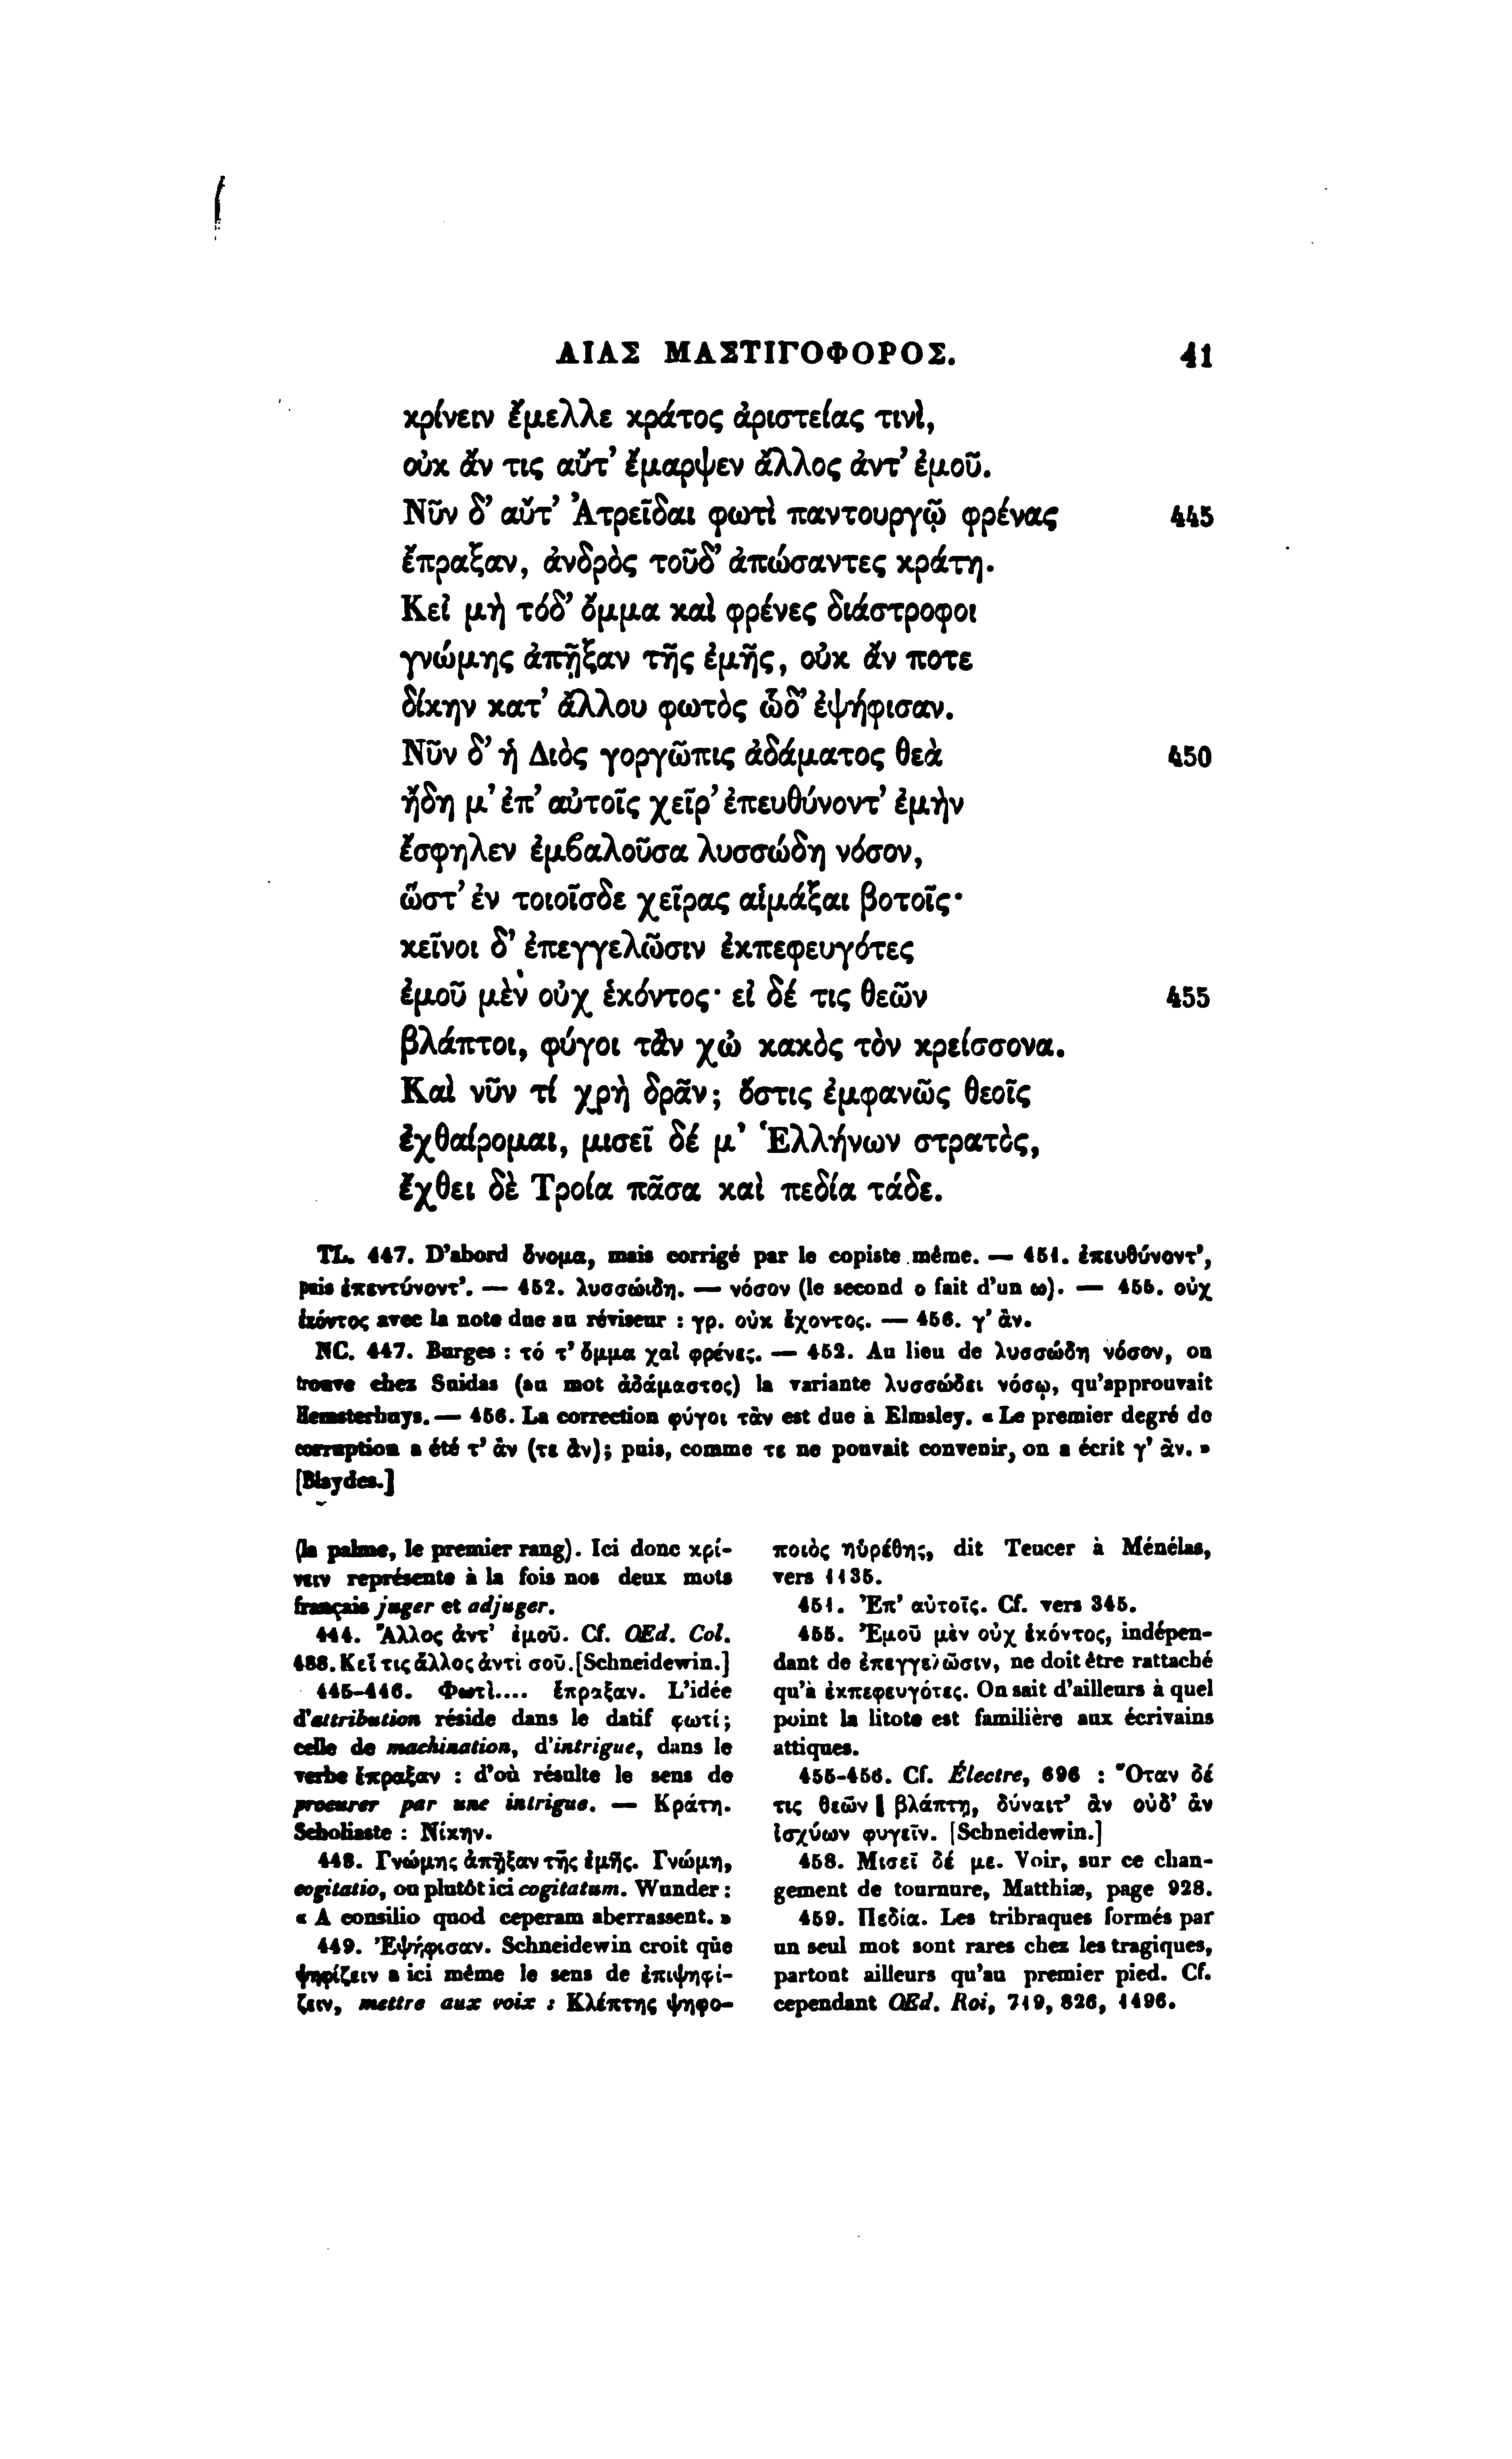 ΑΙΑΣ ΜΑΣΤΙΓΟΦΟΡΟΣ. 41
κρίνειν ἔμελλε κράτος ἀριστείας τινὶ,
οὐκ ἄν τις αὔτ’ ἔμαρψεν ἄλλος ἀντ’ ἐμοῦ.
Νῦν δ’ αὔτ’ Ἀτρεῖδαι φωτὶ παντουργῷ φρένας 445
ἔπραξαν, ἀνδρὸς τοῦδ’ ἀπώσαντες κράτη.
Κεἰ μὴ τόδ’ ὄμμα καὶ φρένες διάστροφοι
γνώμης ἀπῇξαν τῆς ἐμῆς, οὐκ ἄν ποτε
δίκην κατ’ ἄλλου φωτὸς ὧδ’ ἐψήφισαν.
Νῦν δ’ ἡ Διὸς γοργῶπις ἀδάματος θεὰ 450
ἤδη μ’ ἐπ’ αὐτοῖς χεῖρ’ ἐπευθύνοντ’ ἐμὴν
ἔσφηλεν ἐμβαλοῦσα λυσσώδη νόσον,
ὥστ’ ἐν τοιοῖσδε χεῖρας αἱμάξαι βοτοῖς·
κεῖνοι δ’ ἐπεγγελῶσιν ἐκπεφευγότες
ἐμοῦ μὲν οὐχ ἑκόντος· εἰ δέ τις θεῶν 455
βλάπτοι, φύγοι τἂν χὠ κακὸς τὸν κρείσσονα.
Καὶ νῦν τί χρὴ δρᾶν; ὅστις ἐμφανῶς θεοῖς
ἐχθαίρομαι, μισεῖ δέ μ’ Ἑλλήνων στρατὸς,
ἔχθει δὲ Τροία πᾶσα καὶ πεδία τάδε.
TL. 447. D’abord ὄνομα, mais corrigé par le copiste même. — 451. ἐπευθύνοντ’,
puis ἐπεντύνοντ’. — 452. λυσσώιδη. — νόσον (le second ο fait d’un ω). — 455. οὐχ
ἑκόντος avec la note due au réviseur : γρ. οὐκ ἔχοντος. — 456. γ’ ἂν.
NC. 447. Burges : τό τ’ ὄμμα χαἰ φρένες. — 452. Au lieu de λυσσώδη νόσον, on
trouve chez Suidas (au mot ἀδάμαστος) la variante λυσσώδει νόσῳ, qu’approuvait
Hemsterhuys. — 456. La correction φύγοι τἂν est due à Elmsley. « Le premier degré de
corruption a été τ’ ἂν (τε ἂν); puis, comme τε ne pouvait convenir, on a écrit γ’ ἂν. »
[Blaydes.]
(la palme, le premier rang). Ici donc κρί-
νειν représente à la fois nos deux mots
français juger et adjuger.
444. Ἄλλος ἀντ’ ἐμοῦ. Cf. OEd. Col.
488. Κεἴ τις ἄλλος ἀντὶ σοῦ. [Schneidewin.]
445-446. Φωτὶ.... ἔπραξαν. L’idée
d’attribution réside dans le datif φωτί;
celle de machination, d’intrigue, dans le
verbe ἔπραξαν : d’où résulte le sens de
procurer par une intrigue. — Κράτη.
Scholiaste : Νίκην.
448. Γνώμης ἀπῇξαν τῆς ἐμῆς. Γνώμη,
cogitatio, ou plutôt ici cogitatum. Wunder :
« A consilio quod ceperam aberrassent. »
449. Ἐψήφισαν. Schneidewin croit que
ψηφίζειν a ici même le sens de ἐπιψηφί-
ζειν, mettre aux voix : Κλέπτης ψηφο-
ποιὸς ηὑρέθης, dit Teucer à Ménélas,
vers 1135.
451. Ἐπ’ αὐτοῖς. Cf. vers 345.
455. Ἐμοῦ μὲν οὐχ ἑκόντος, indépen-
dant de ἐπεγγελῶσιν, ne doit être rattaché
qu’à ἐκπεφευγότες. On sait d’ailleurs à quel
point la litote est familière aux écrivains
attiques.
455-456. Cf. Électre, 696 : Ὅταν δέ
τις θεῶν | βλάπτῃ, δύναιτ’ ἂν οὐδ’ ἂν
ἰσχύων φυγεῖν. [Schneidewin.]
458. Μισεῖ δέ με. Voir, sur ce chan-
gement de tournure, Matthiæ, page 928.
459. Πεδία. Les tribraques formés par
un seul mot sont rares chez les tragiques,
partout ailleurs qu’au premier pied. Cf.
cependant OEd. Roi, 719, 826, 1496.